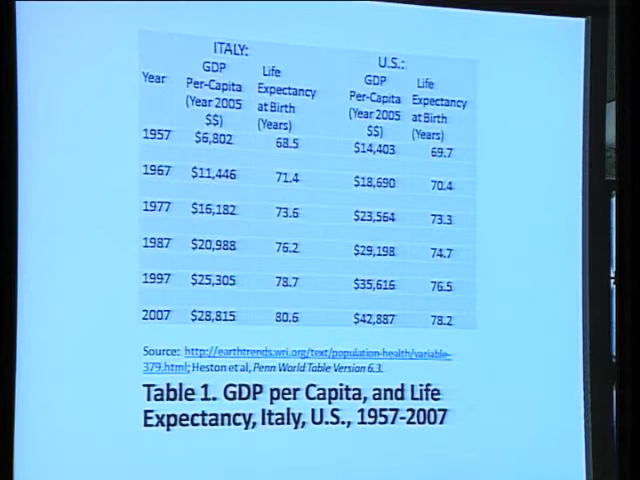 ITALY: U.S.:
Year GDP Per-Capita (Year 2005 $$) Life Expectancy at Birth (Years) GDP Per-Capita (Year 2005 $$) Life Expectancy at Birth (Years)
1957 $6,802 68.5 $14,403 69.7
1967 $11,446 71.4 $18,690 70.4
1977 $16,182 73.6 $23,564 73.3
1987 $20,988 76.2 $29,198 74.7
1997 $25,305 78.7 $35,616 76.5
2007 $28,815 80.6 $42,887 78.2
Source: http://earthtrends.wri.org/text/population-health/variable-
379.html; Heston et al, Penn World Table Version 6.3.
Table 1. GDP per Capita, and Life
Expectancy, Italy, U.S., 1957-2007